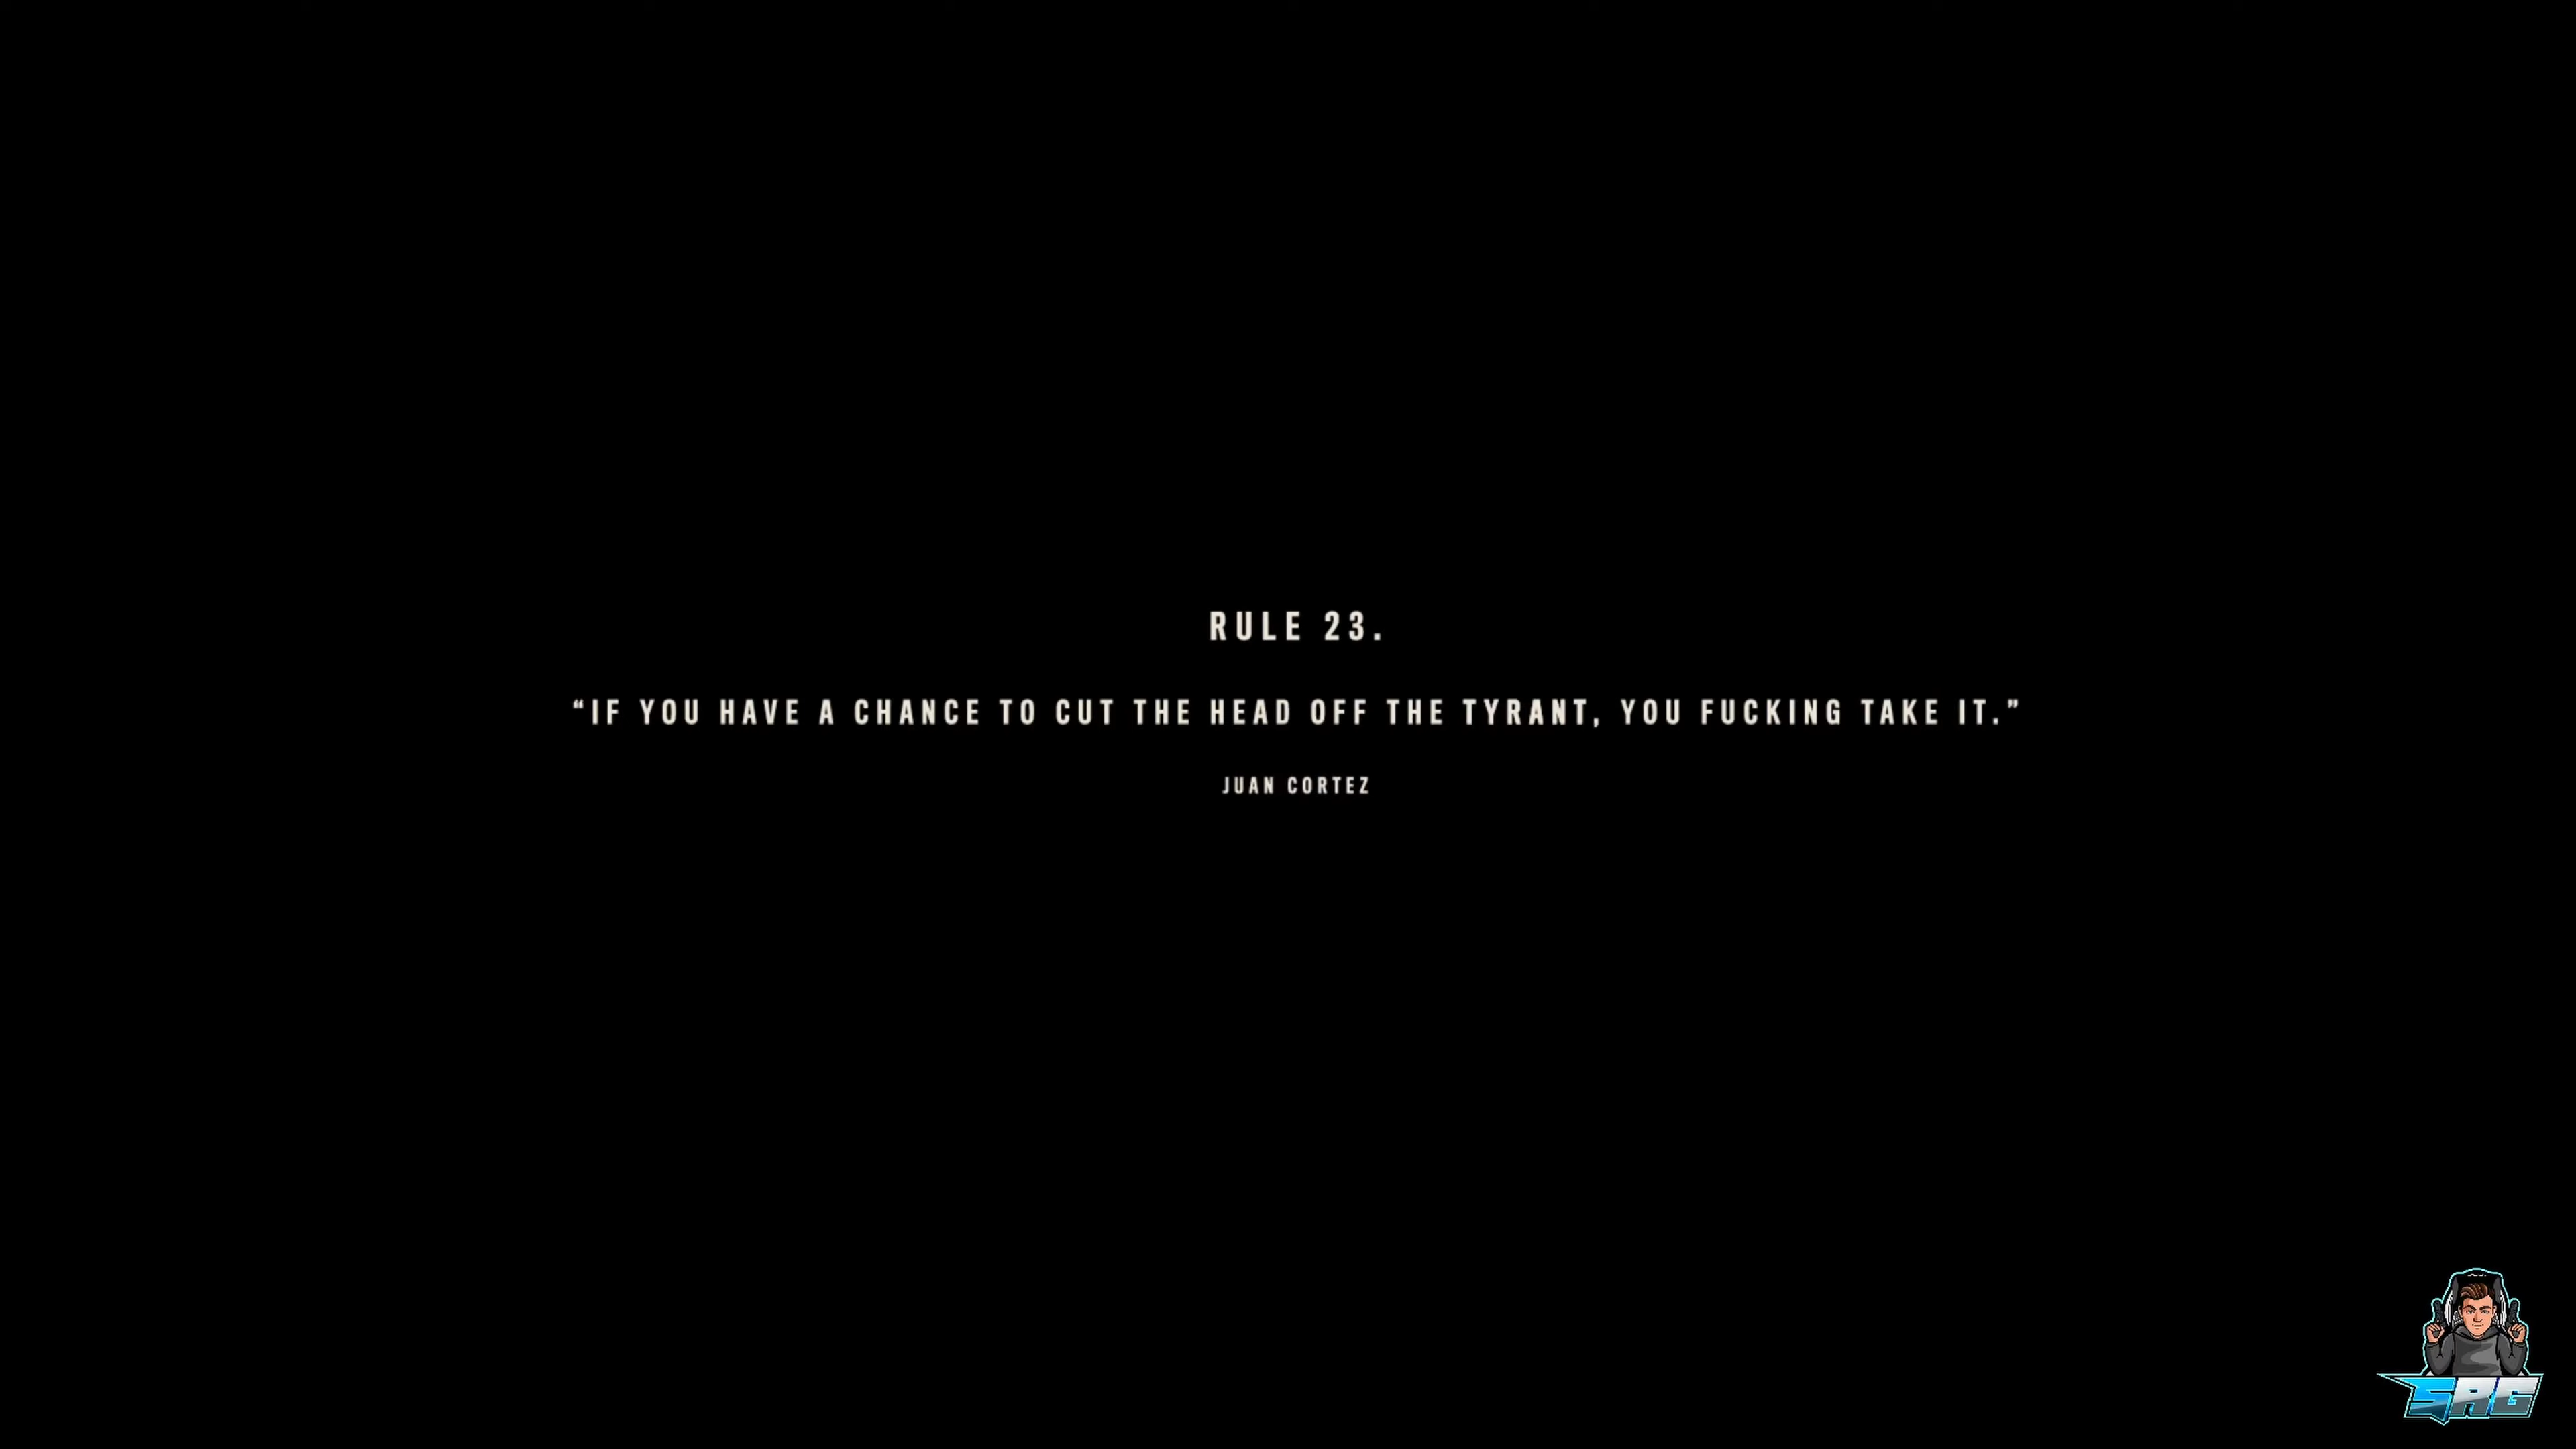 RULE 23.
“IF YOU HAVE A CHANCE TO CUT THE HEAD OFF THE TYRANT, YOU FUCKING TAKE IT.”
JUAN CORTEZ
SRG